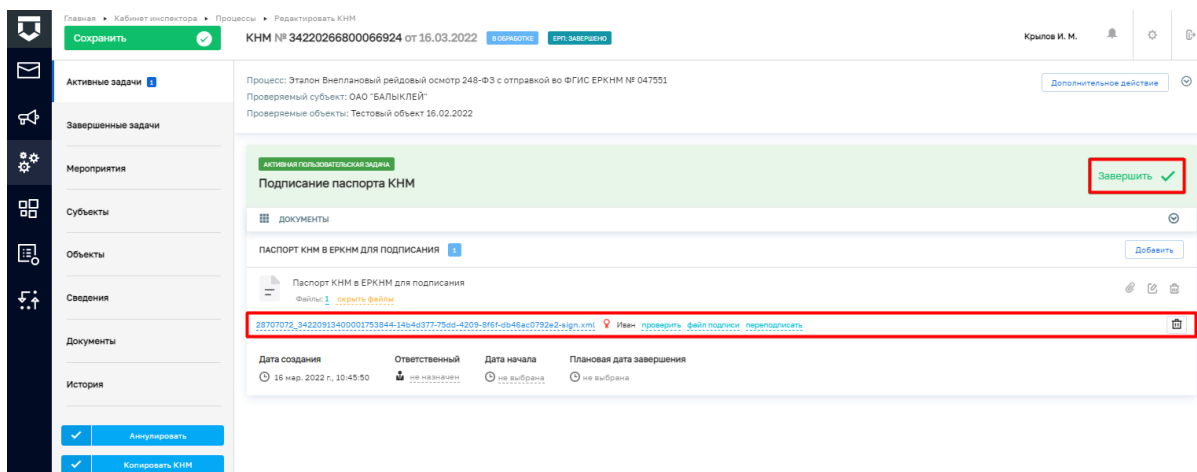 Главная ▸ Кабинет инспектора ▸ Процессы ▸ Редактировать КНМ
Сохранить
КНМ № 34220266800066924 от 16.03.2022 В ОБРАБОТКЕ ЕРП: ЗАВЕРШЕНО
Крылов И. М.
Активные задачи 1
Завершенные задачи
Мероприятия
Субъекты
Объекты
Сведения
Документы
История
Аннулировать
Копировать КНМ
Процесс: Эталон Внеплановый рейдовый осмотр 248-ФЗ с отправкой во ФГИС ЕРКНМ № 047551
Проверяемый субъект: ОАО "БАЛЫКЛЕЙ"
Проверяемые объекты: Тестовый объект 16.02.2022
Дополнительное действие
АКТИВНАЯ ПОЛЬЗОВАТЕЛЬСКАЯ ЗАДАЧА
Подписание паспорта КНМ
Завершить
ДОКУМЕНТЫ
ПАСПОРТ КНМ В ЕРКНМ ДЛЯ ПОДПИСАНИЯ 1
Добавить
Паспорт КНМ в ЕРКНМ для подписания
Файлы: 1 скрыть файлы
28707072_34220913400001753844-14b4d377-75dd-4209-8f6f-db46ac0792e2-sign.xml Иван проверить файл подписи переподписать
Дата создания Ответственный Дата начала Плановая дата завершения
16 мар. 2022 г., 10:45:50 не назначен не выбрана не выбрана